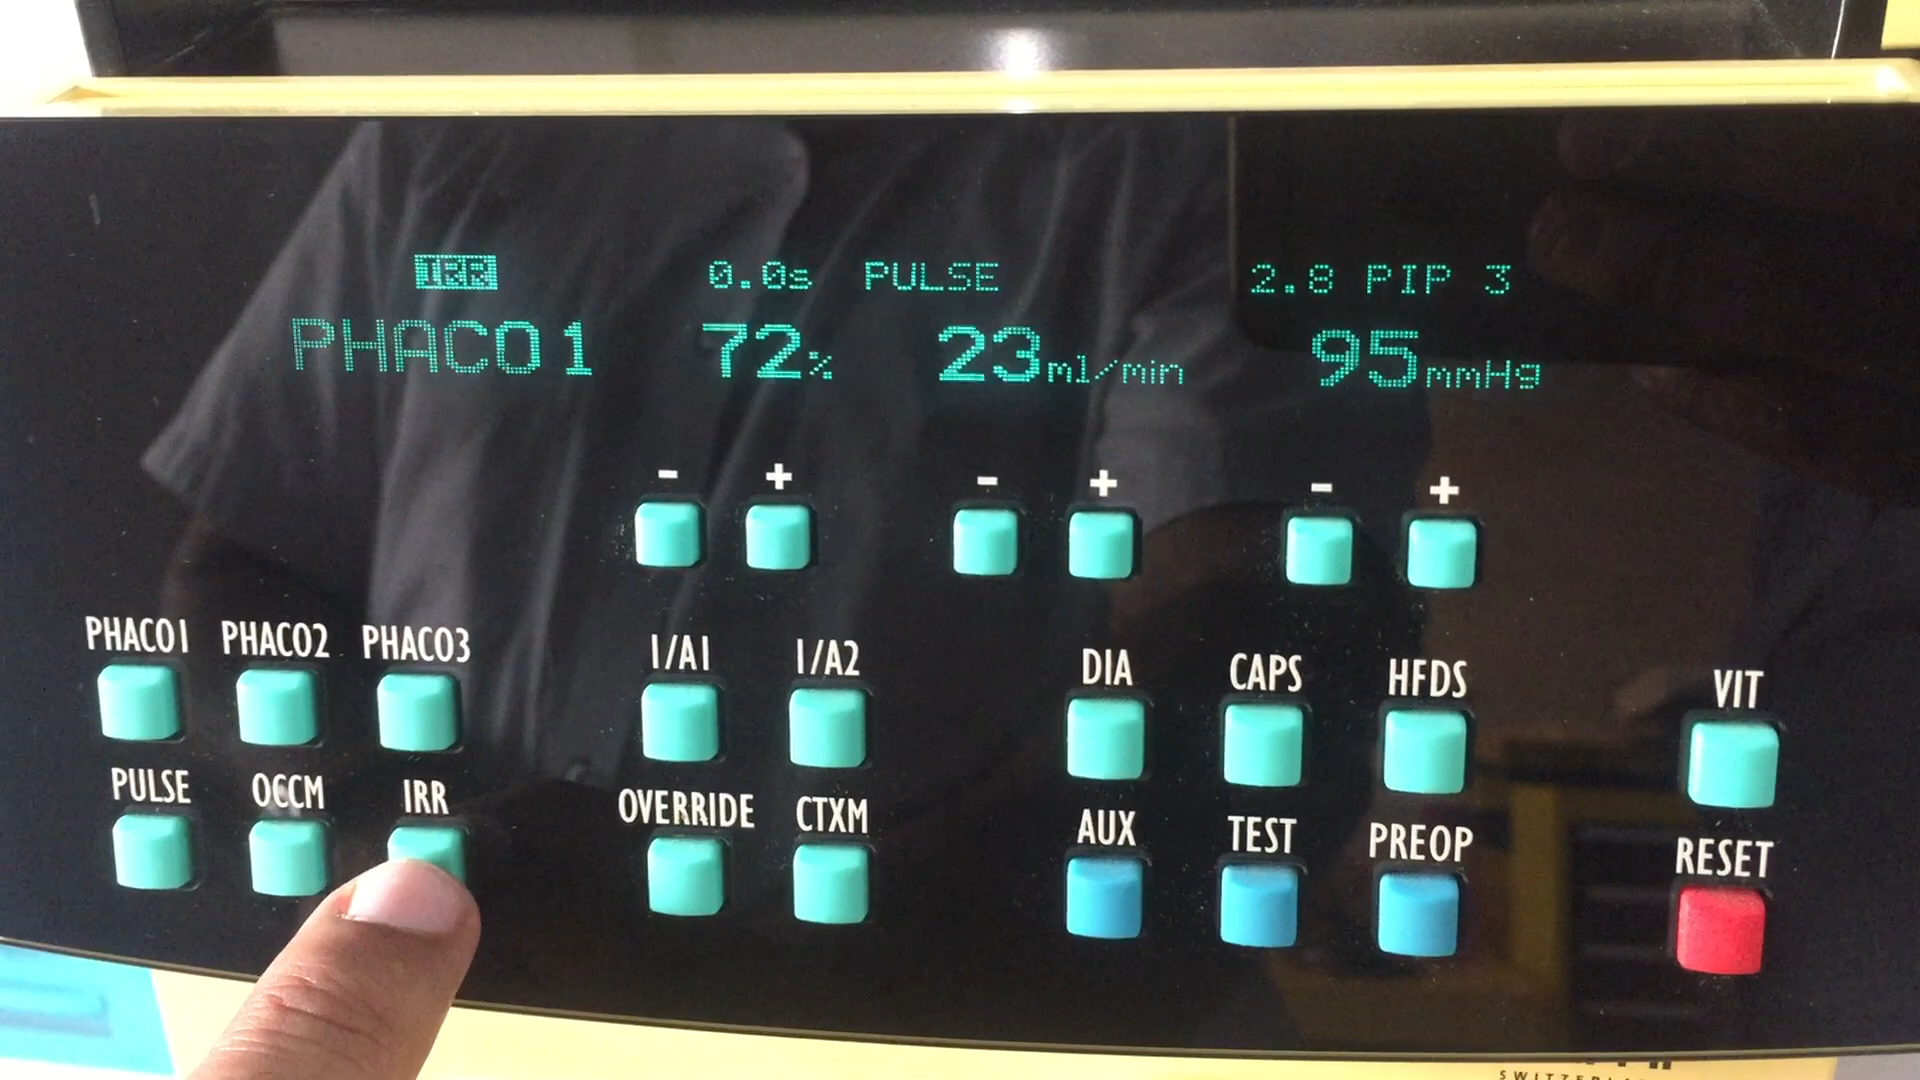 IRR 0.0s PULSE 2.8 PIP 3
PHACO1 72% 23ml/min 95mmHg
- + - + - +
PHACO1 PHACO2 PHACO3 I/A1 I/A2 DIA CAPS HFDS VIT
PULSE OCCM IRR OVERRIDE CTXM AUX TEST PREOP RESET